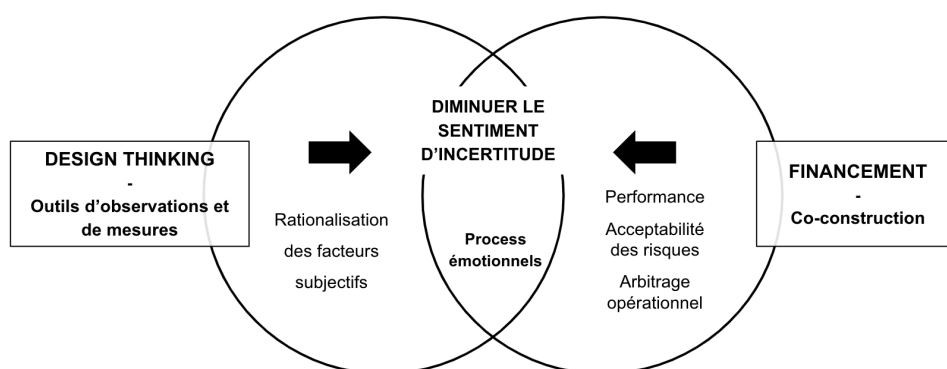 DESIGN THINKING
-
Outils d’observations et
de mesures
Rationalisation
des facteurs
subjectifs
DIMINUER LE
SENTIMENT
D’INCERTITUDE
Process
émotionnels
Performance
Acceptabilité
des risques
Arbitrage
opérationnel
FINANCEMENT
-
Co-construction